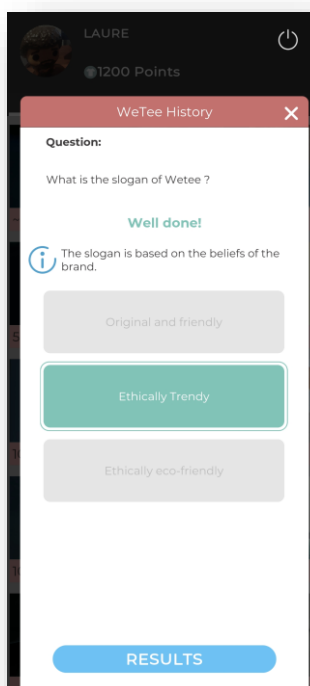 LAURE
1200 Points
WeTee History
Question:
What is the slogan of Wetee ?
Well done!
The slogan is based on the beliefs of the
brand.
Original and friendly
Ethically Trendy
Ethically eco-friendly
RESULTS